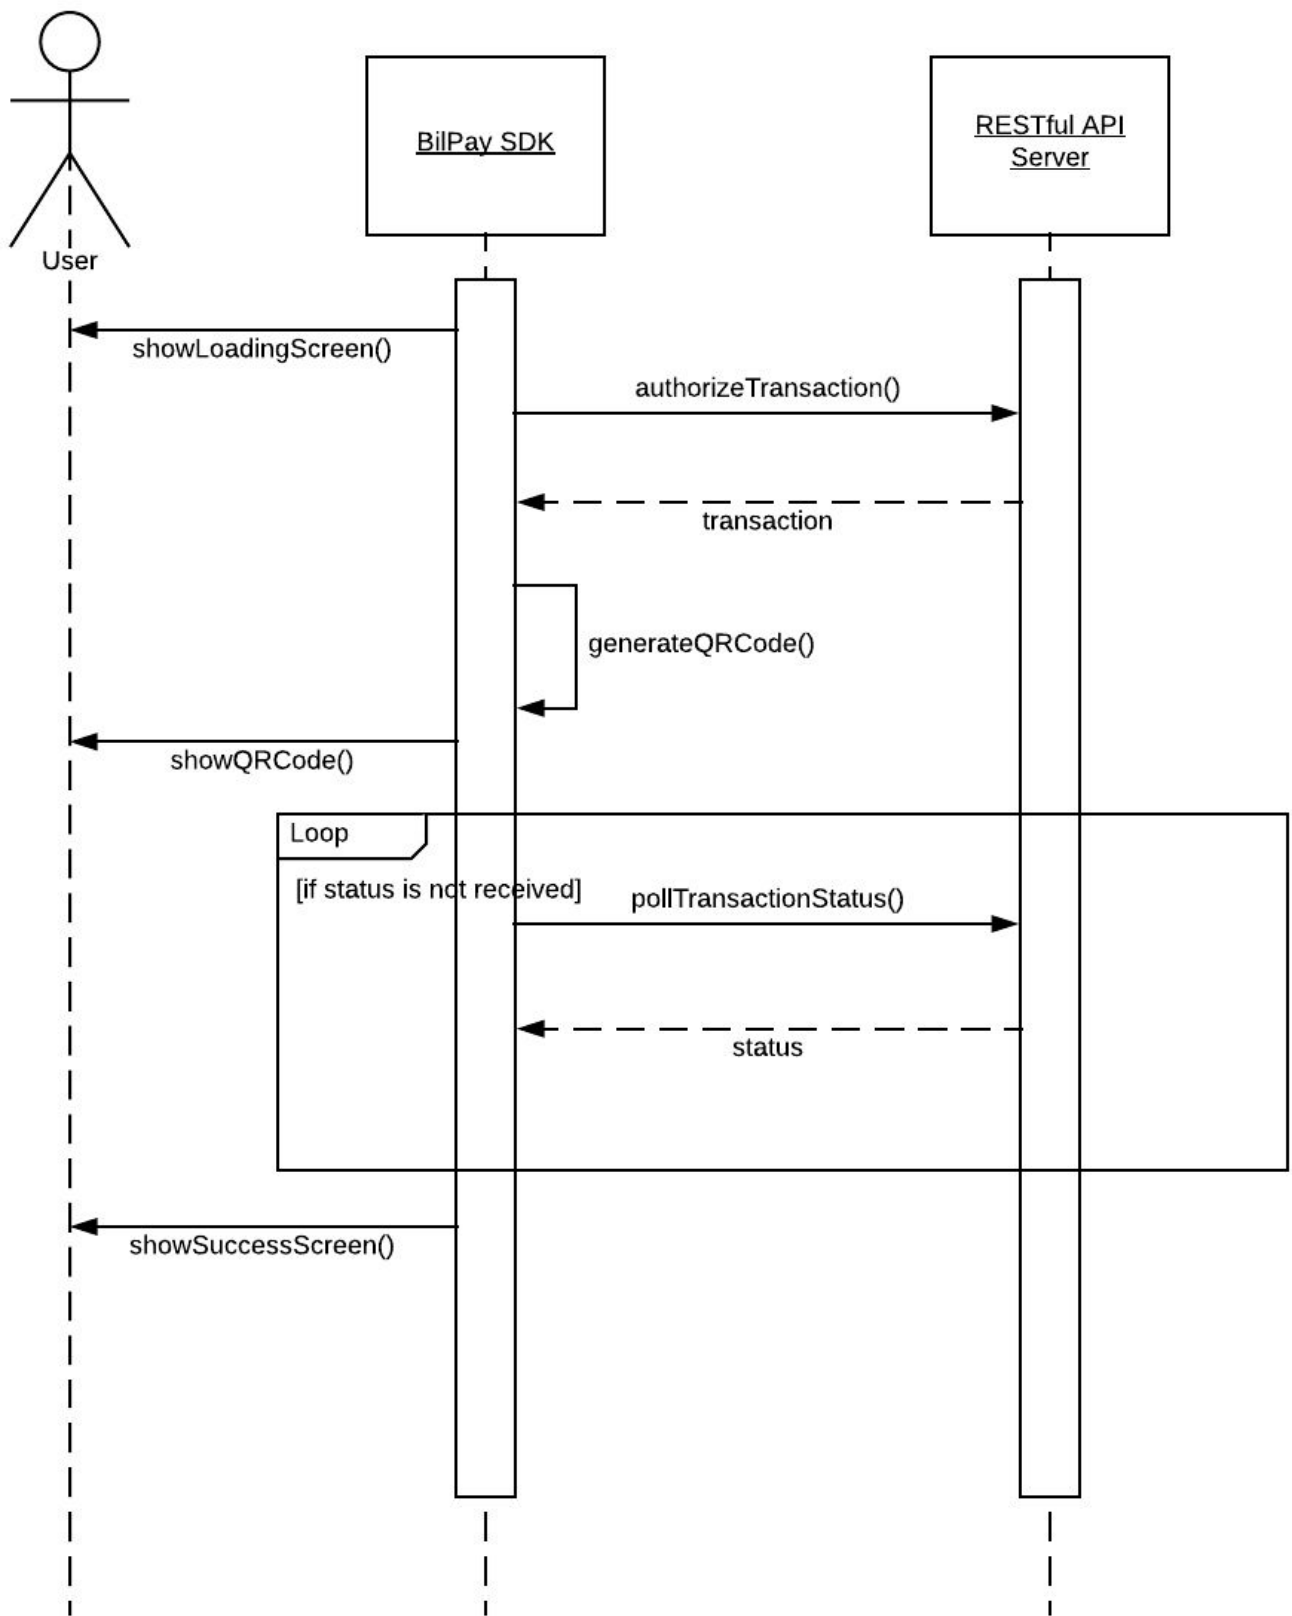 BilPay SDK
RESTful API
Server
User
showLoadingScreen()
authorizeTransaction()
transaction
generateQRCode()
showQRCode()
Loop
[if status is not received]
pollTransactionStatus()
status
showSuccessScreen()